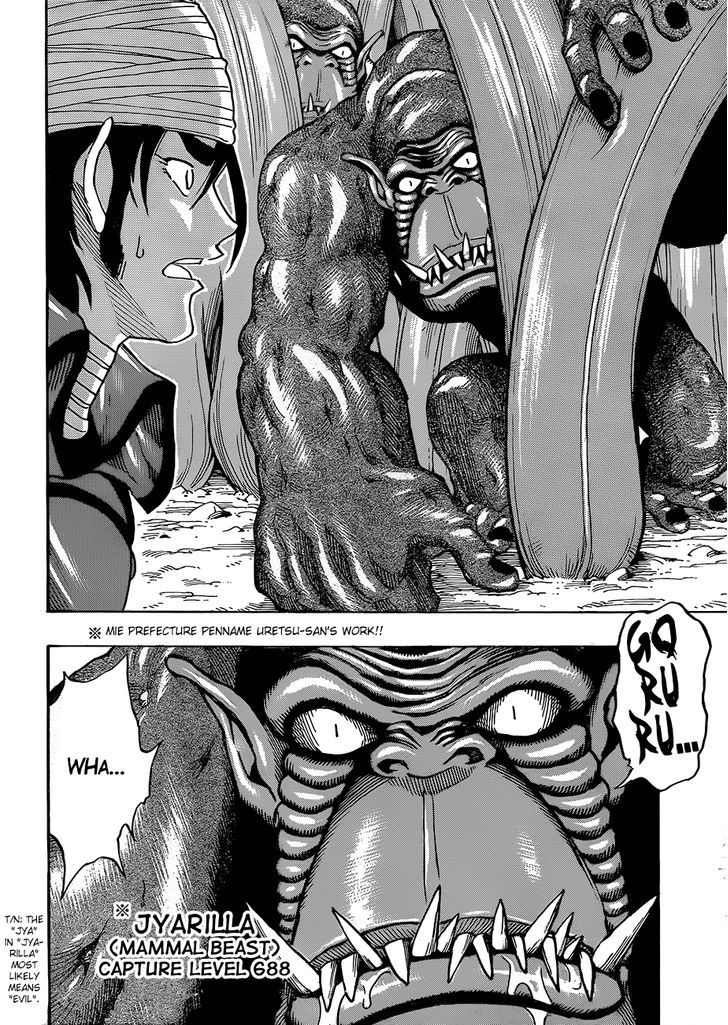 ※ MIE PREFECTURE PENNAME URETSU-SAN'S WORK!!
GO
RU
RU...
WHA...
※
JYARILLA
(MAMMAL BEAST)
CAPTURE LEVEL 688
T/N: THE
"JYA"
IN "JYA-
RILLA"
MOST
LIKELY
MEANS
"EVIL".